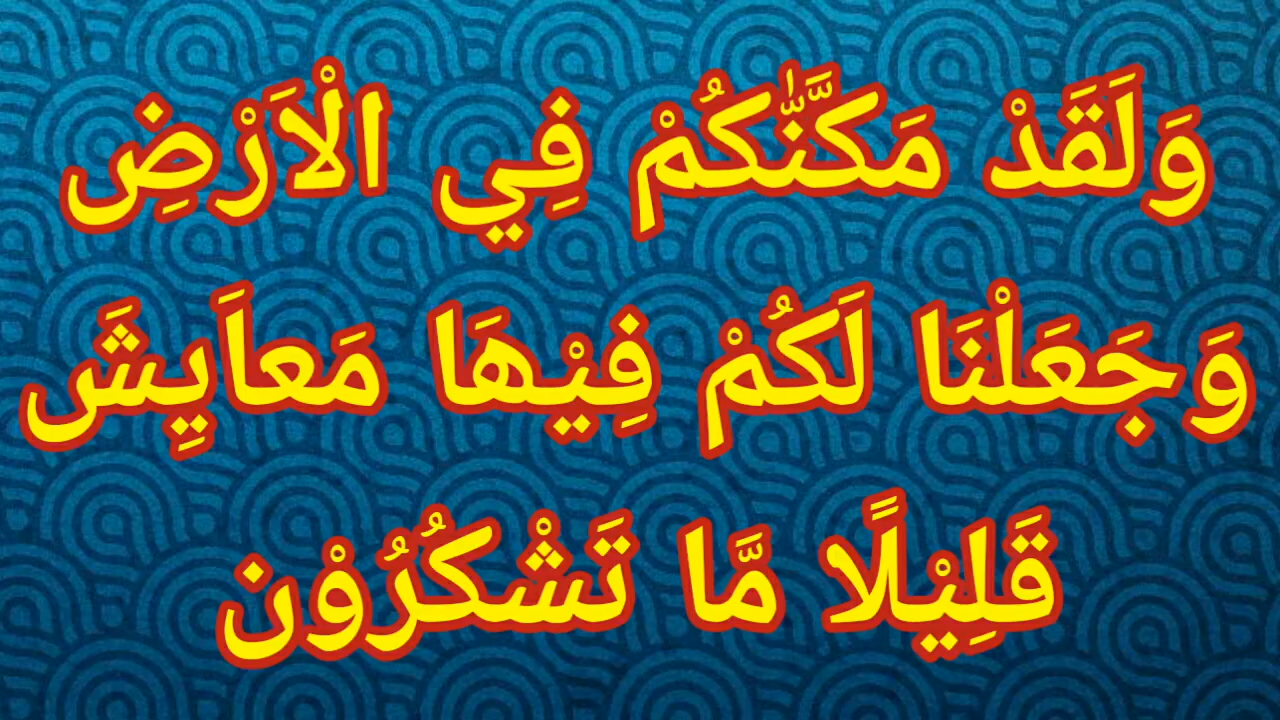 وَلَقَدْ مَكَّنَّٰكُمْ فِي الْاَرْضِ
وَجَعَلْنَا لَكُمْ فِيْهَا مَعاَيِشَ
قَلِيْلًا مَّا تَشْكُرُوْن